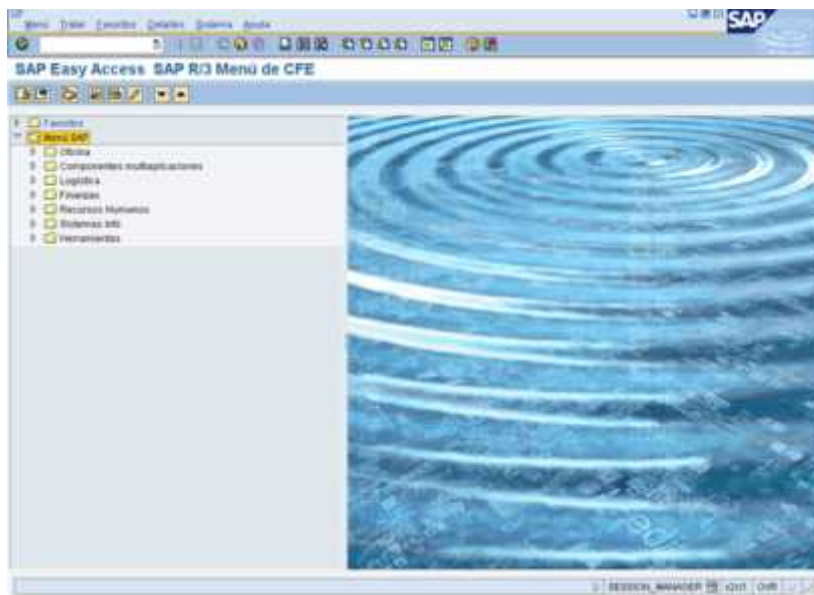 Menú Tratar Favoritos Detalles Sistema Ayuda
SAP
SAP Easy Access SAP R/3 Menú de CFE
Favoritos
Menú SAP
Oficina
Componentes multiaplicaciones
Logística
Finanzas
Recursos Humanos
Sistemas info
Herramientas
SESSION_MANAGER OVR